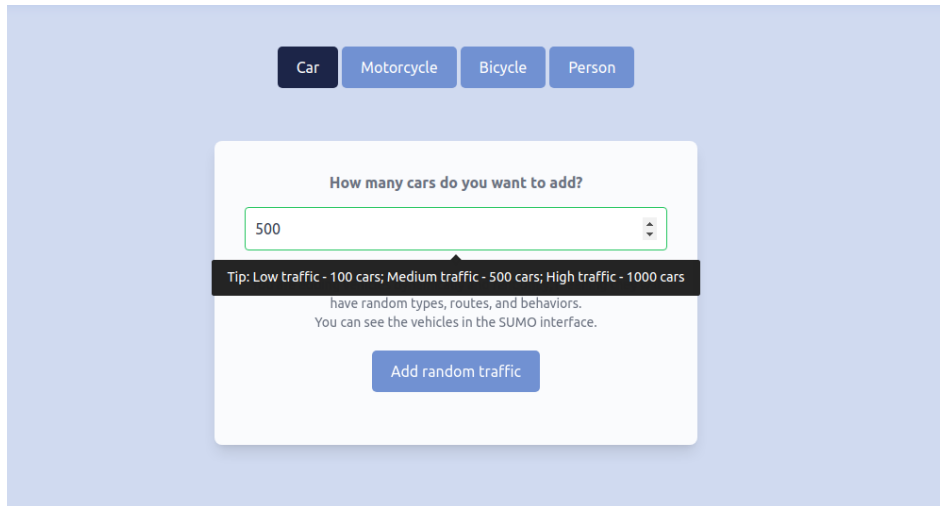 Car Motorcycle Bicycle Person
How many cars do you want to add?
500
Tip: Low traffic - 100 cars; Medium traffic - 500 cars; High traffic - 1000 cars
have random types, routes, and behaviors.
You can see the vehicles in the SUMO interface.
Add random traffic